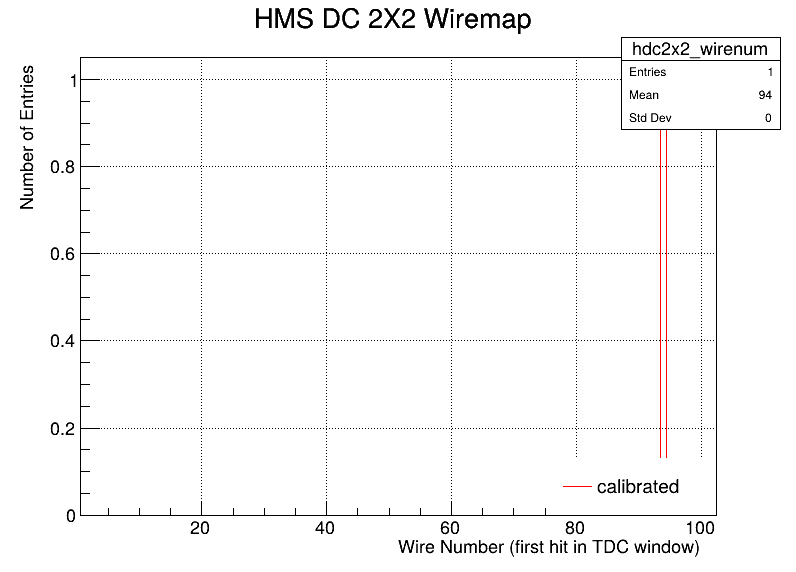 HMS DC 2X2 Wiremap
hdc2x2_wirenum
Entries 1
Mean 94
Std Dev 0
Number of Entries
1
0.8
0.6
0.4
0.2
0
calibrated
20 40 60 80 100
Wire Number (first hit in TDC window)